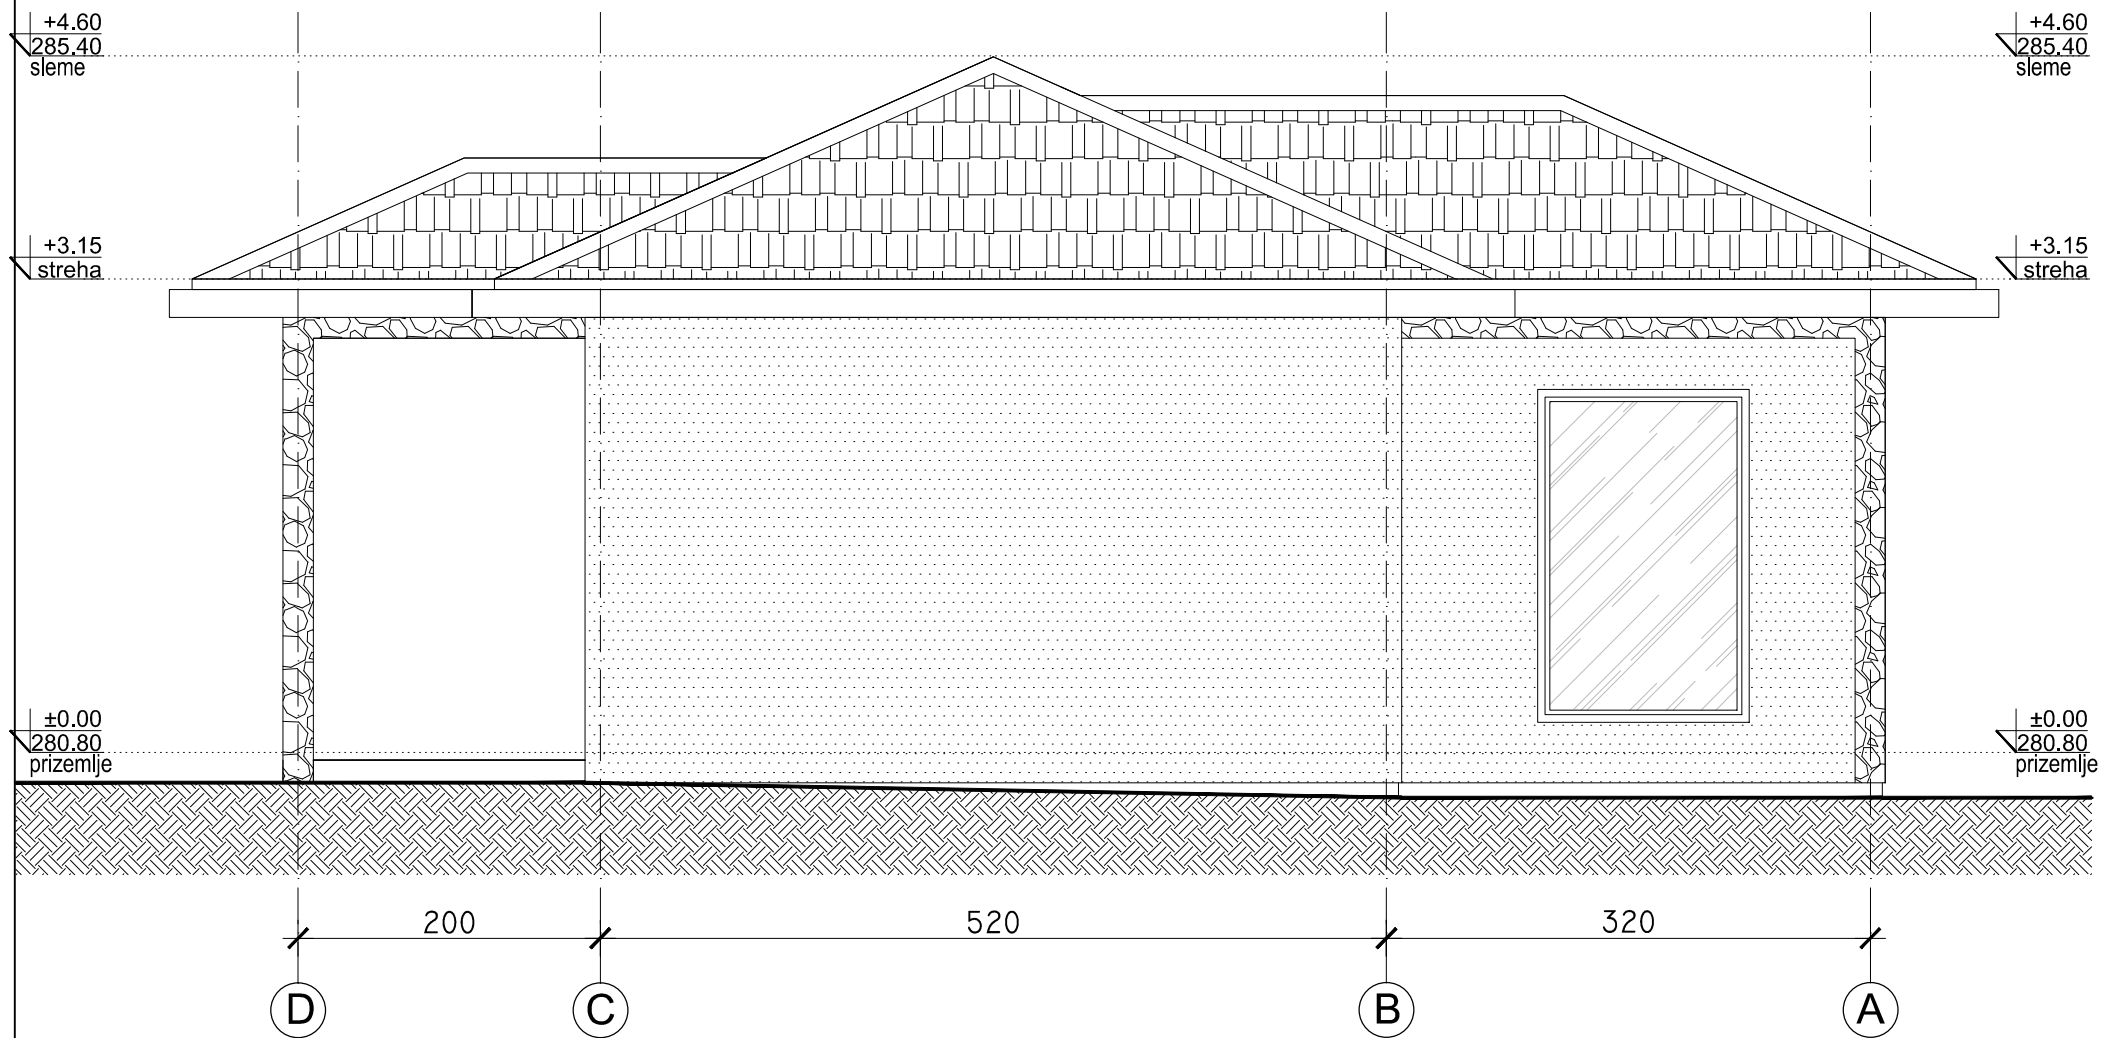 +4.60
285.40
sleme
+4.60
285.40
sleme
+3.15
streha
+3.15
streha
±0.00
280.80
prizemlje
±0.00
280.80
prizemlje
200
520
320
D
C
B
A